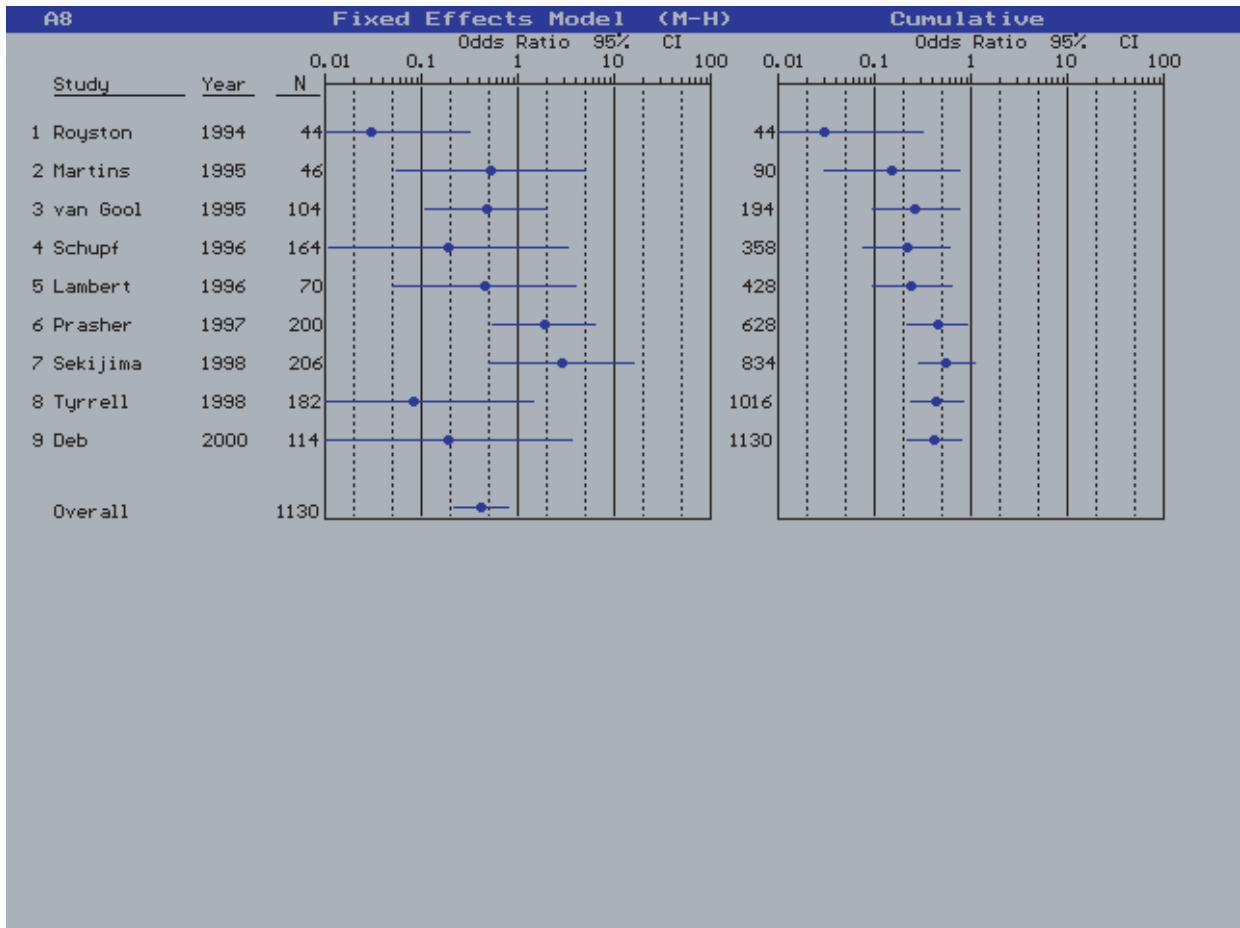 A8 Fixed Effects Model (M-H) Cumulative
Odds Ratio 95% CI Odds Ratio 95% CI
0.01 0.1 1 10 100 0.01 0.1 1 10 100
Study Year N
1 Royston 1994 44 44
2 Martins 1995 46 90
3 van Gool 1995 104 194
4 Schupf 1996 164 358
5 Lambert 1996 70 428
6 Prasher 1997 200 628
7 Sekijima 1998 206 834
8 Tyrrell 1998 182 1016
9 Deb 2000 114 1130
Overall 1130